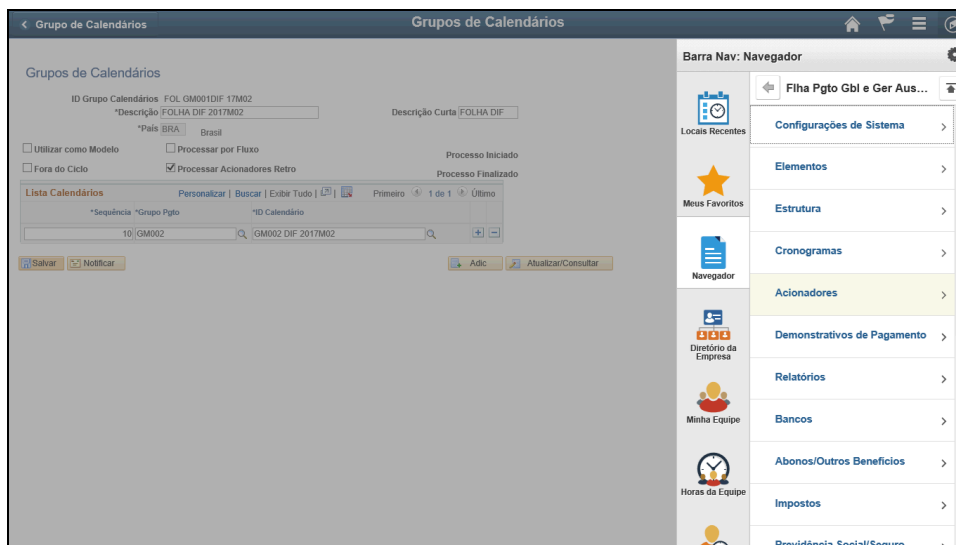 Grupo de Calendários
Grupos de Calendários
Barra Nav: Navegador
Grupos de Calendários
ID Grupo Calendários FOL GM001DIF 17M02
*Descrição FOLHA DIF 2017M02 Descrição Curta FOLHA DIF
*País BRA Brasil
Utilizar como Modelo Processar por Fluxo Processo Iniciado
Fora do Ciclo Processar Acionadores Retro Processo Finalizado
Lista Calendários Personalizar | Buscar | Exibir Tudo | | Primeiro 1 de 1 Último
*Sequência *Grupo Pgto *ID Calendário
10 GM002 GM002 DIF 2017M02
Salvar Notificar Adic Atualizar/Consultar
Locais Recentes
Meus Favoritos
Navegador
Diretório da
Empresa
Minha Equipe
Horas da Equipe
Flha Pgto Gbl e Ger Aus...
Configurações de Sistema
Elementos
Estrutura
Cronogramas
Acionadores
Demonstrativos de Pagamento
Relatórios
Bancos
Abonos/Outros Benefícios
Impostos
Previdência Social/Seguro